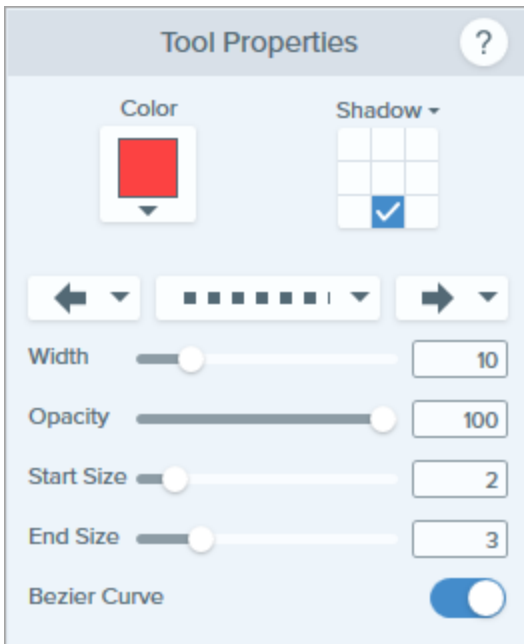 Tool Properties ?
Color Shadow
Width 10
Opacity 100
Start Size 2
End Size 3
Bezier Curve